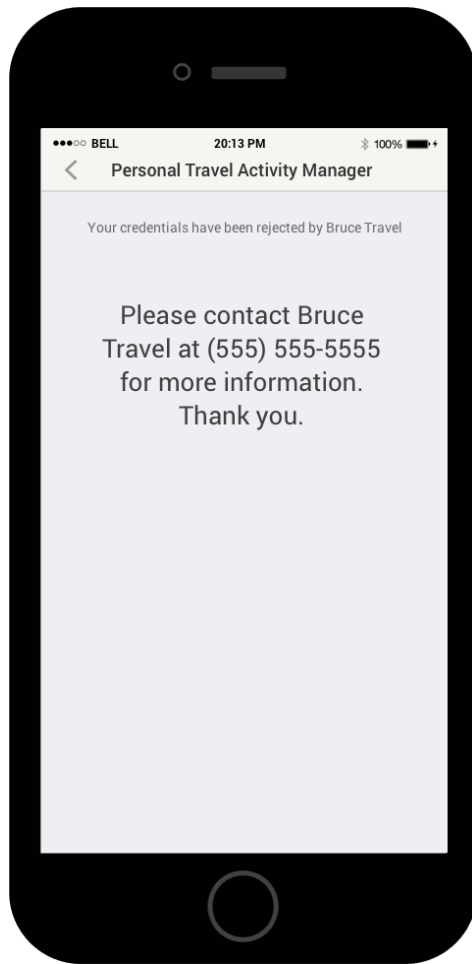 BELL 20:13 PM 100%
Personal Travel Activity Manager
Your credentials have been rejected by Bruce Travel
Please contact Bruce
Travel at (555) 555-5555
for more information.
Thank you.